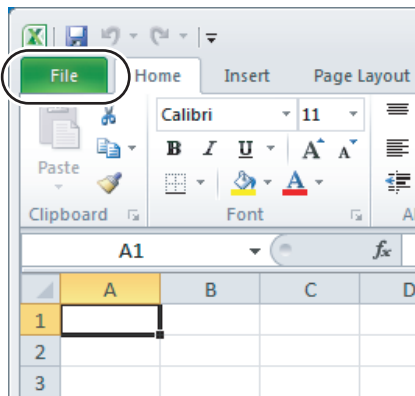 File Home Insert Page Layout
Calibri 11
B I U A A
Paste A
Clipboard Font
A1 fx
A B C D
1
2
3